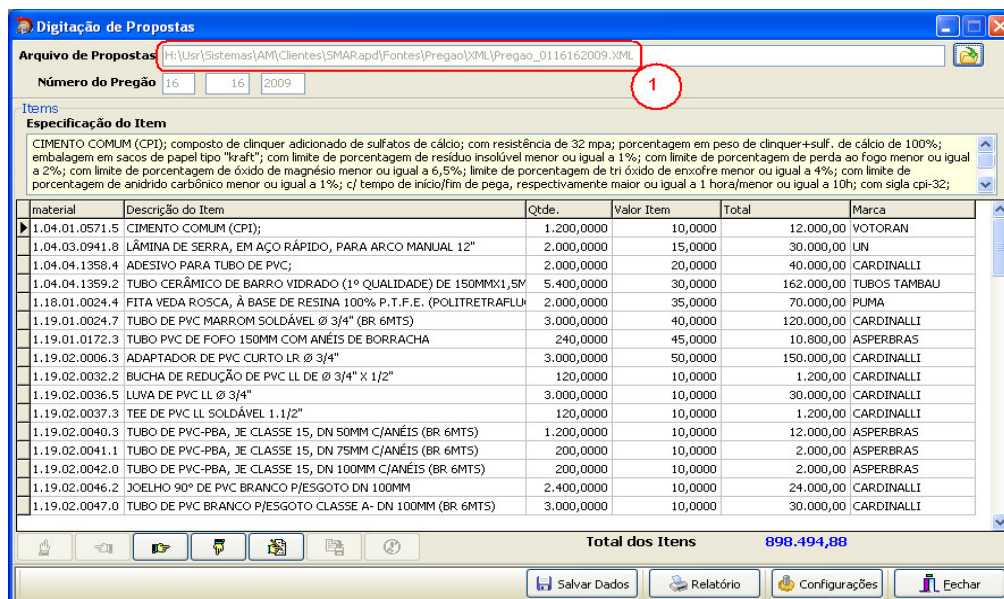 Digitação de Propostas
Arquivo de Propostas H:\Usr\Sistemas\AM\Clientes\SMARapd\Fontes\Pregao\XML\Pregao_0116162009.XML
1
Número do Pregão 16 16 2009
Items
Especificação do Item
CIMENTO COMUM (CPI); composto de clinquer adicionado de sulfatos de cálcio; com resistência de 32 mpa; porcentagem em peso de clinquer+sulf. de cálcio de 100%;
embalagem em sacos de papel tipo "kraft"; com limite de porcentagem de resíduo insolúvel menor ou igual a 1%; com limite de porcentagem de perda ao fogo menor ou igual
a 2%; com limite de porcentagem de óxido de magnésio menor ou igual a 6,5%; limite de porcentagem de tri óxido de enxofre menor ou igual a 4%; com limite de
porcentagem de anidrido carbônico menor ou igual a 1%; c/ tempo de início/fim de pega, respectivamente maior ou igual a 1 hora/menor ou igual a 10h; com sigla cpi-32;
material Descrição do Item Qtde. Valor Item Total Marca
1.04.01.0571.5 CIMENTO COMUM (CPI); 1.200,0000 10,0000 12.000,00 VOTORAN
1.04.03.0941.8 LÂMINA DE SERRA, EM AÇO RÁPIDO, PARA ARCO MANUAL 12" 2.000,0000 15,0000 30.000,00 UN
1.04.04.1358.4 ADESIVO PARA TUBO DE PVC; 2.000,0000 20,0000 40.000,00 CARDINALLI
1.04.04.1359.2 TUBO CERÂMICO DE BARRO VIDRADO (1º QUALIDADE) DE 150MMX1,5M 5.400,0000 30,0000 162.000,00 TUBOS TAMBAU
1.18.01.0024.4 FITA VEDA ROSCA, À BASE DE RESINA 100% P.T.F.E. (POLITRETRAFLU 2.000,0000 35,0000 70.000,00 PUMA
1.19.01.0024.7 TUBO DE PVC MARROM SOLDÁVEL Ø 3/4" (BR 6MTS) 3.000,0000 40,0000 120.000,00 CARDINALLI
1.19.01.0172.3 TUBO PVC DE FOFO 150MM COM ANÉIS DE BORRACHA 240,0000 45,0000 10.800,00 ASPERBRAS
1.19.02.0006.3 ADAPTADOR DE PVC CURTO LR Ø 3/4" 3.000,0000 50,0000 150.000,00 CARDINALLI
1.19.02.0032.2 BUCHA DE REDUÇÃO DE PVC LL DE Ø 3/4" X 1/2" 120,0000 10,0000 1.200,00 CARDINALLI
1.19.02.0036.5 LUVA DE PVC LL Ø 3/4" 3.000,0000 10,0000 30.000,00 CARDINALLI
1.19.02.0037.3 TEE DE PVC LL SOLDÁVEL 1.1/2" 120,0000 10,0000 1.200,00 CARDINALLI
1.19.02.0040.3 TUBO DE PVC-PBA, JE CLASSE 15, DN 50MM C/ANÉIS (BR 6MTS) 1.200,0000 10,0000 12.000,00 ASPERBRAS
1.19.02.0041.1 TUBO DE PVC-PBA, JE CLASSE 15, DN 75MM C/ANÉIS (BR 6MTS) 200,0000 10,0000 2.000,00 ASPERBRAS
1.19.02.0042.0 TUBO DE PVC-PBA, JE CLASSE 15, DN 100MM C/ANÉIS (BR 6MTS) 200,0000 10,0000 2.000,00 ASPERBRAS
1.19.02.0046.2 JOELHO 90º DE PVC BRANCO P/ESGOTO DN 100MM 2.400,0000 10,0000 24.000,00 CARDINALLI
1.19.02.0047.0 TUBO DE PVC BRANCO P/ESGOTO CLASSE A- DN 100MM (BR 6MTS) 3.000,0000 10,0000 30.000,00 CARDINALLI
Total dos Itens 898.494,88
Salvar Dados Relatório Configurações Fechar